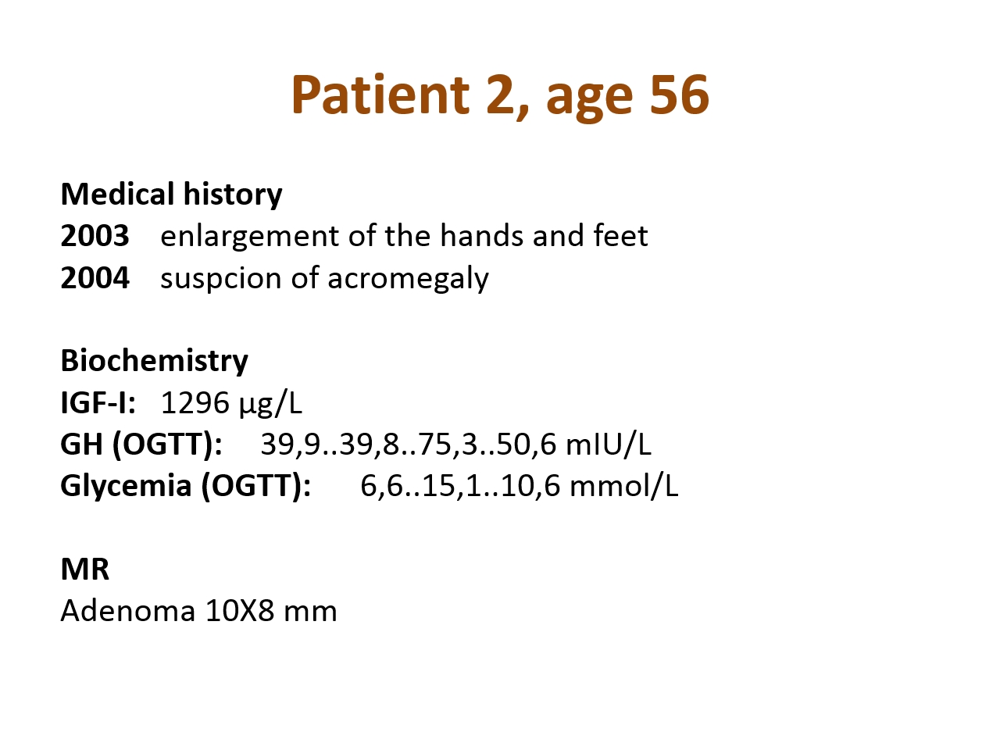 Patient 2, age 56
Medical history
2003 enlargement of the hands and feet
2004 suspcion of acromegaly
Biochemistry
IGF-I: 1296 µg/L
GH (OGTT): 39,9..39,8..75,3..50,6 mIU/L
Glycemia (OGTT): 6,6..15,1..10,6 mmol/L
MR
Adenoma 10X8 mm